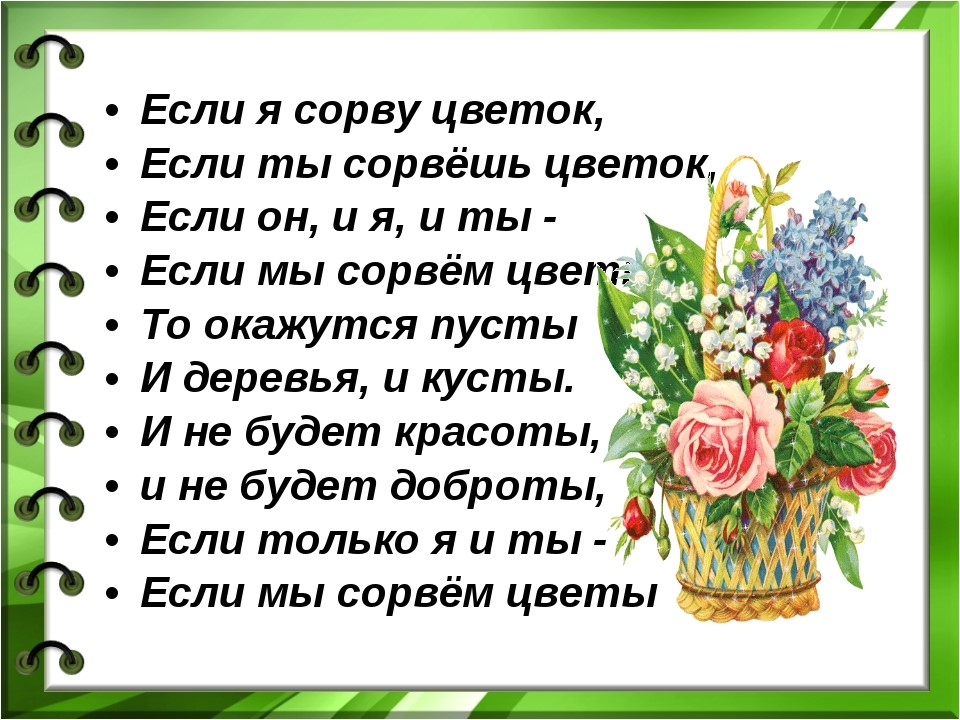 • Если я сорву цветок,
• Если ты сорвёшь цветок,
• Если он, и я, и ты -
• Если мы сорвём
• То окажутся пусты
• И деревья, и кусты.
• И не будет красоты,
• и не будет доброты,
• Если только я и ты -
• Если мы сорвём цветы